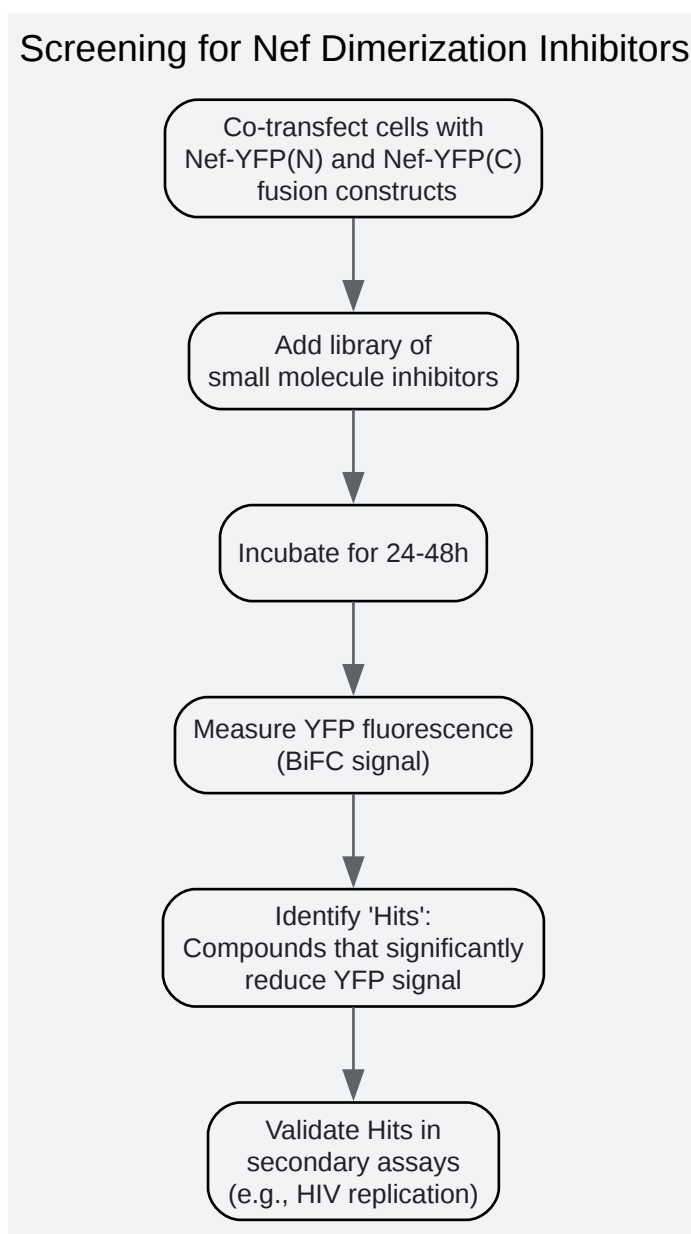 Screening for Nef Dimerization Inhibitors
Co-transfect cells with
Nef-YFP(N) and Nef-YFP(C)
fusion constructs
Add library of
small molecule inhibitors
Incubate for 24-48h
Measure YFP fluorescence
(BiFC signal)
Identify 'Hits':
Compounds that significantly
reduce YFP signal
Validate Hits in
secondary assays
(e.g., HIV replication)